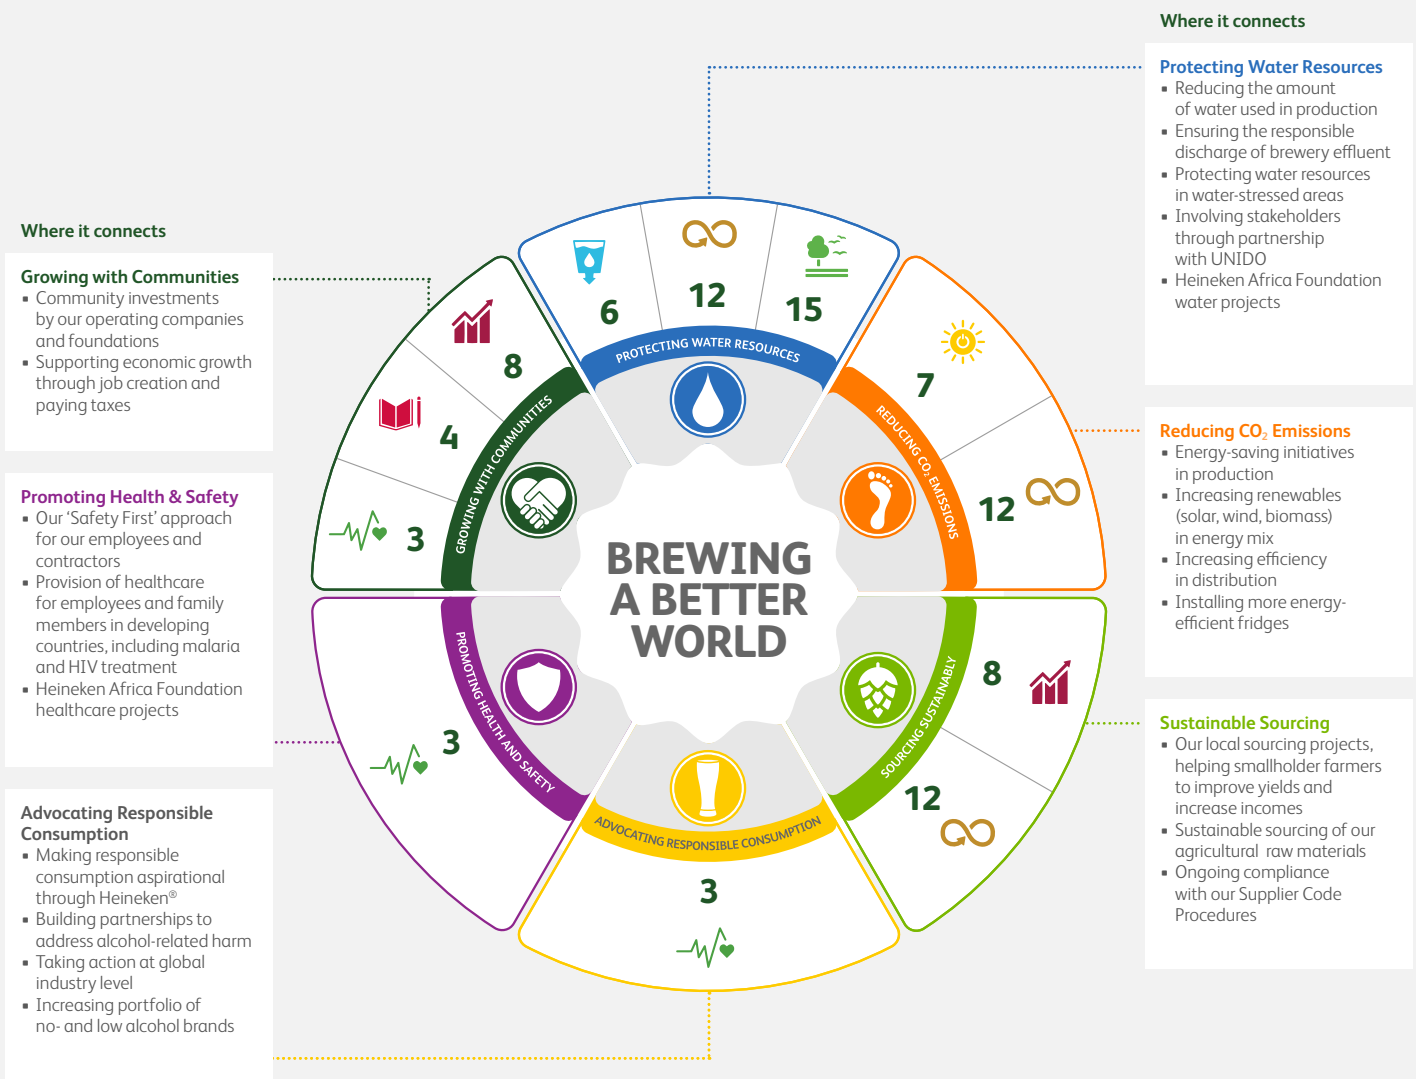 Where it connects
Growing with Communities
▪ Community investments
by our operating companies
and foundations
▪ Supporting economic growth
through job creation and
paying taxes
Promoting Health & Safety
▪ Our ‘Safety First’ approach
for our employees and
contractors
▪ Provision of healthcare
for employees and family
members in developing
countries, including malaria
and HIV treatment
▪ Heineken Africa Foundation
healthcare projects
Advocating Responsible
Consumption
▪ Making responsible
consumption aspirational
through Heineken®
▪ Building partnerships to
address alcohol-related harm
▪ Taking action at global
industry level
▪ Increasing portfolio of
no- and low alcohol brands
6
12
15
PROTECTING WATER RESOURCES
8
4
3
GROWING WITH COMMUNITIES
7
12
REDUCING CO₂ EMISSIONS
BREWING
A BETTER
WORLD
3
PROMOTING HEALTH AND SAFETY
8
12
SOURCING SUSTAINABLY
ADVOCATING RESPONSIBLE CONSUMPTION
3
Where it connects
Protecting Water Resources
▪ Reducing the amount
of water used in production
▪ Ensuring the responsible
discharge of brewery effluent
▪ Protecting water resources
in water-stressed areas
▪ Involving stakeholders
through partnership
with UNIDO
▪ Heineken Africa Foundation
water projects
Reducing CO₂ Emissions
▪ Energy-saving initiatives
in production
▪ Increasing renewables
(solar, wind, biomass)
in energy mix
▪ Increasing efficiency
in distribution
▪ Installing more energy-
efficient fridges
Sustainable Sourcing
▪ Our local sourcing projects,
helping smallholder farmers
to improve yields and
increase incomes
▪ Sustainable sourcing of our
agricultural raw materials
▪ Ongoing compliance
with our Supplier Code
Procedures